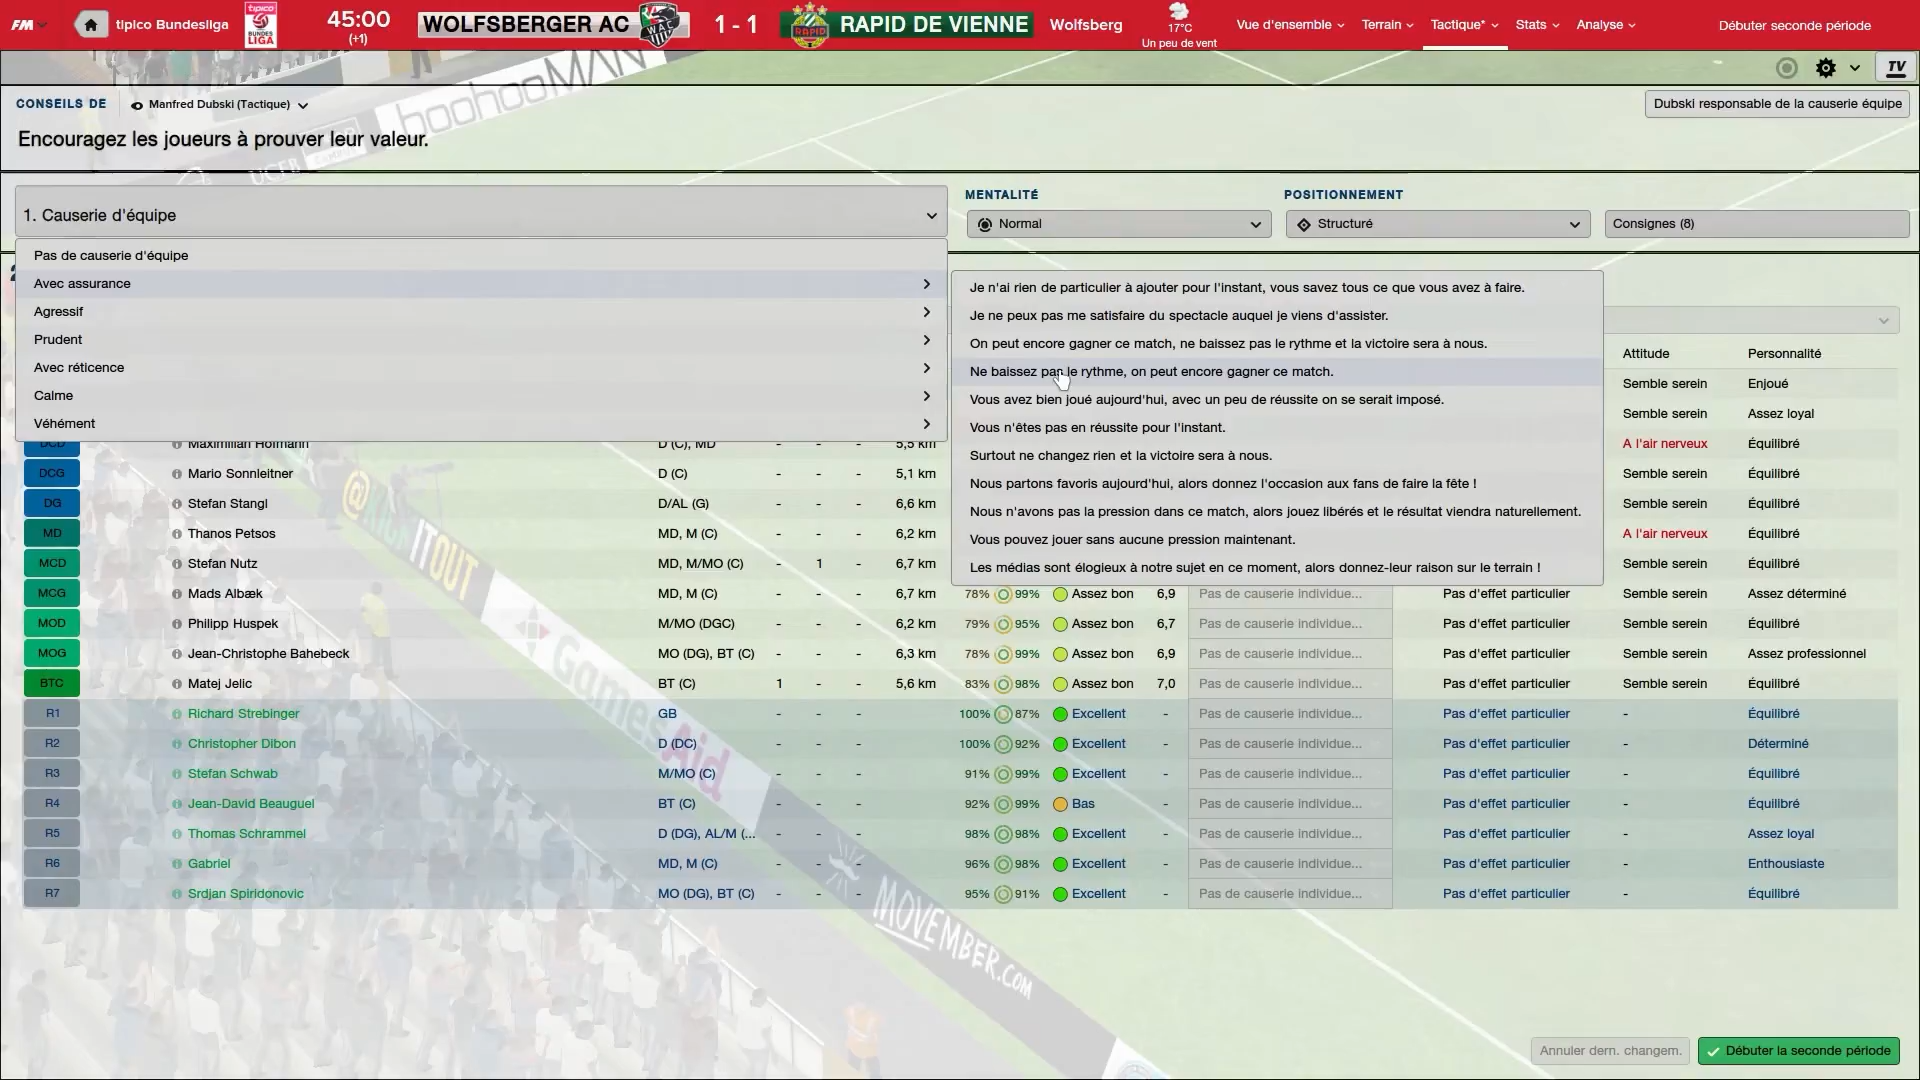 FM
tipico Bundesliga
tipico
BUNDES
LIGA
45:00
(+1)
WOLFSBERGER AC
WAC
1 - 1
RAPID
RAPID DE VIENNE
Wolfsberg
17°C
Un peu de vent
Vue d'ensemble
Terrain
Tactique*
Stats
Analyse
Débuter seconde période
TV
boohooMAN
CONSEILS DE
Manfred Dubski (Tactique)
Dubski responsable de la causerie équipe
Encouragez les joueurs à prouver leur valeur.
1. Causerie d'équipe
MENTALITÉ
Normal
POSITIONNEMENT
Structuré
Consignes (8)
Pas de causerie d'équipe
Avec assurance
Agressif
Prudent
Avec réticence
Calme
Véhément
Je n'ai rien de particulier à ajouter pour l'instant, vous savez tous ce que vous avez à faire.
Je ne peux pas me satisfaire du spectacle auquel je viens d'assister.
On peut encore gagner ce match, ne baissez pas le rythme et la victoire sera à nous.
Ne baissez pas le rythme, on peut encore gagner ce match.
Vous avez bien joué aujourd'hui, avec un peu de réussite on se serait imposé.
Vous n'êtes pas en réussite pour l'instant.
Surtout ne changez rien et la victoire sera à nous.
Nous partons favoris aujourd'hui, alors donnez l'occasion aux fans de faire la fête !
Nous n'avons pas la pression dans ce match, alors jouez libérés et le résultat viendra naturellement.
Vous pouvez jouer sans aucune pression maintenant.
Les médias sont élogieux à notre sujet en ce moment, alors donnez-leur raison sur le terrain !
Attitude Personnalité
Semble serein Enjoué
Semble serein Assez loyal
DCD Maximilian Hofmann D (C), MD - - - 5,5 km A l'air nerveux Équilibré
DCG Mario Sonnleitner D (C) - - - 5,1 km Semble serein Équilibré
DG Stefan Stangl D/AL (G) - - - 6,6 km Semble serein Équilibré
MD Thanos Petsos MD, M (C) - - - 6,2 km A l'air nerveux Équilibré
MCD Stefan Nutz MD, M/MO (C) - 1 - 6,7 km Semble serein Équilibré
MCG Mads Albæk MD, M (C) - - - 6,7 km 78% 99% Assez bon 6,9 Pas de causerie individue... Pas d'effet particulier Semble serein Assez déterminé
MOD Philipp Huspek M/MO (DGC) - - - 6,2 km 79% 95% Assez bon 6,7 Pas de causerie individue... Pas d'effet particulier Semble serein Équilibré
MOG Jean-Christophe Bahebeck MO (DG), BT (C) - - - 6,3 km 78% 99% Assez bon 6,9 Pas de causerie individue... Pas d'effet particulier Semble serein Assez professionnel
BTC Matej Jelic BT (C) 1 - - 5,6 km 83% 98% Assez bon 7,0 Pas de causerie individue... Pas d'effet particulier Semble serein Équilibré
R1 Richard Strebinger GB - - - 100% 87% Excellent - Pas de causerie individue... Pas d'effet particulier - Équilibré
R2 Christopher Dibon D (DC) - - - 100% 92% Excellent - Pas de causerie individue... Pas d'effet particulier - Déterminé
R3 Stefan Schwab M/MO (C) - - - 91% 99% Excellent - Pas de causerie individue... Pas d'effet particulier - Équilibré
R4 Jean-David Beauguel BT (C) - - - 92% 99% Bas - Pas de causerie individue... Pas d'effet particulier - Équilibré
R5 Thomas Schrammel D (DG), AL/M (... - - - 98% 98% Excellent - Pas de causerie individue... Pas d'effet particulier - Assez loyal
R6 Gabriel MD, M (C) - - - 96% 98% Excellent - Pas de causerie individue... Pas d'effet particulier - Enthousiaste
R7 Srdjan Spiridonovic MO (DG), BT (C) - - - 95% 91% Excellent - Pas de causerie individue... Pas d'effet particulier - Équilibré
@KICK ITOUT
GamesAid
MOVEMBER.COM
Annuler dern. changem.
Débuter la seconde période